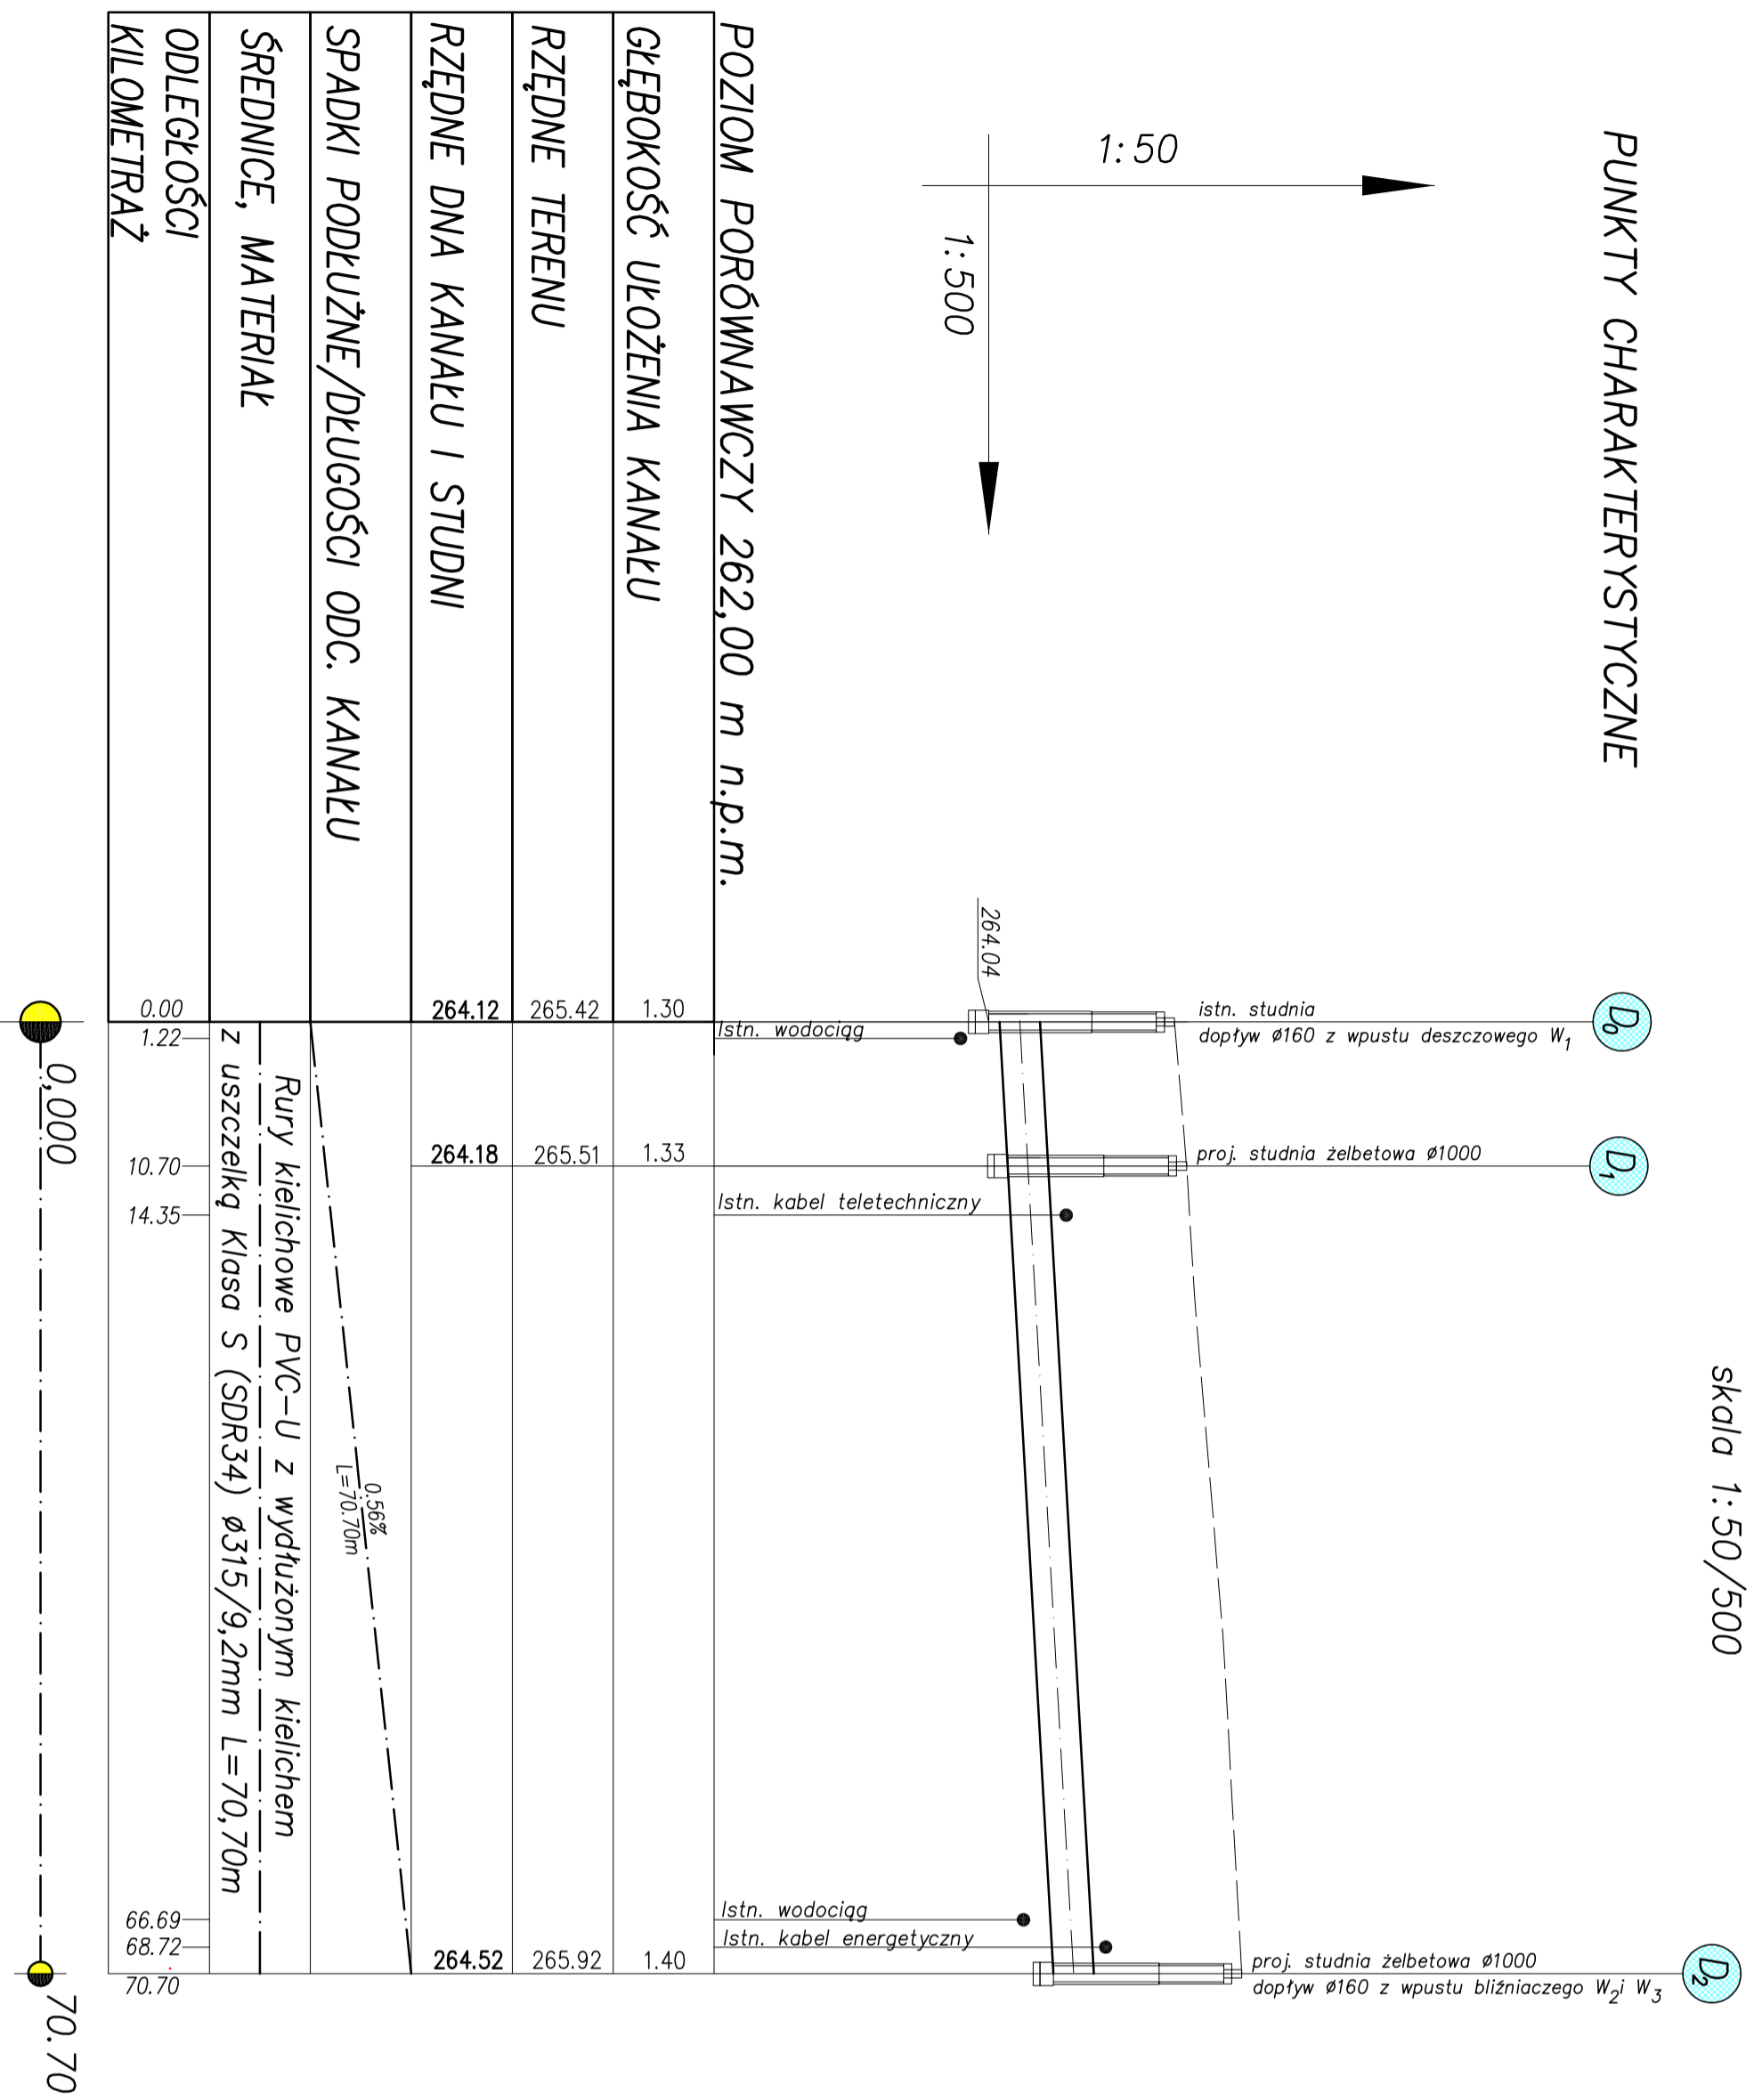 skala 1:50/500
PUNKTY CHARAKTERYSTYCZNE
D0
D1
D2
istn. studnia
dopływ ø160 z wpustu deszczowego W1
proj. studnia żelbetowa ø1000
proj. studnia żelbetowa ø1000
dopływ ø160 z wpustu bliźniaczego W2i W3
1:50
1:500
264.04
Istn. wodociąg
Istn. kabel teletechniczny
Istn. wodociąg
Istn. kabel energetyczny
POZIOM PORÓWNAWCZY 262,00 m n.p.m.
GŁĘBOKOŚĆ UŁOŻENIA KANAŁU
1.30
1.33
1.40
RZĘDNE TERENU
265.42
265.51
265.92
RZĘDNE DNA KANAŁU I STUDNI
264.12
264.18
264.52
SPADKI PODŁUŻNE/DŁUGOŚCI ODC. KANAŁU
0.56%
L=70.70m
ŚREDNICE, MATERIAŁ
Rury kielichowe PVC-U z wydłużonym kielichem
z uszczelką Klasa S (SDR34) ø315/9,2mm L=70,70m
ODLEGŁOŚCI
KILOMETRAŻ
0.00
1.22
10.70
14.35
66.69
68.72
70.70
0,000
70.70